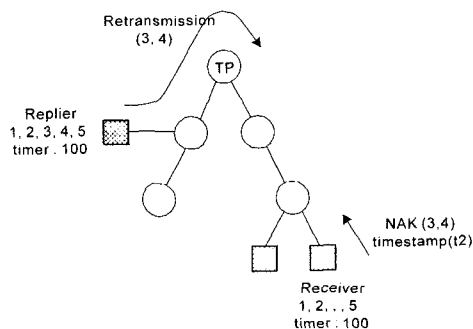 Retransmission
(3, 4)
TP
Replier
1, 2, 3, 4, 5
timer : 100
NAK (3,4)
timestamp(t2)
Receiver
1, 2, , , 5
timer : 100